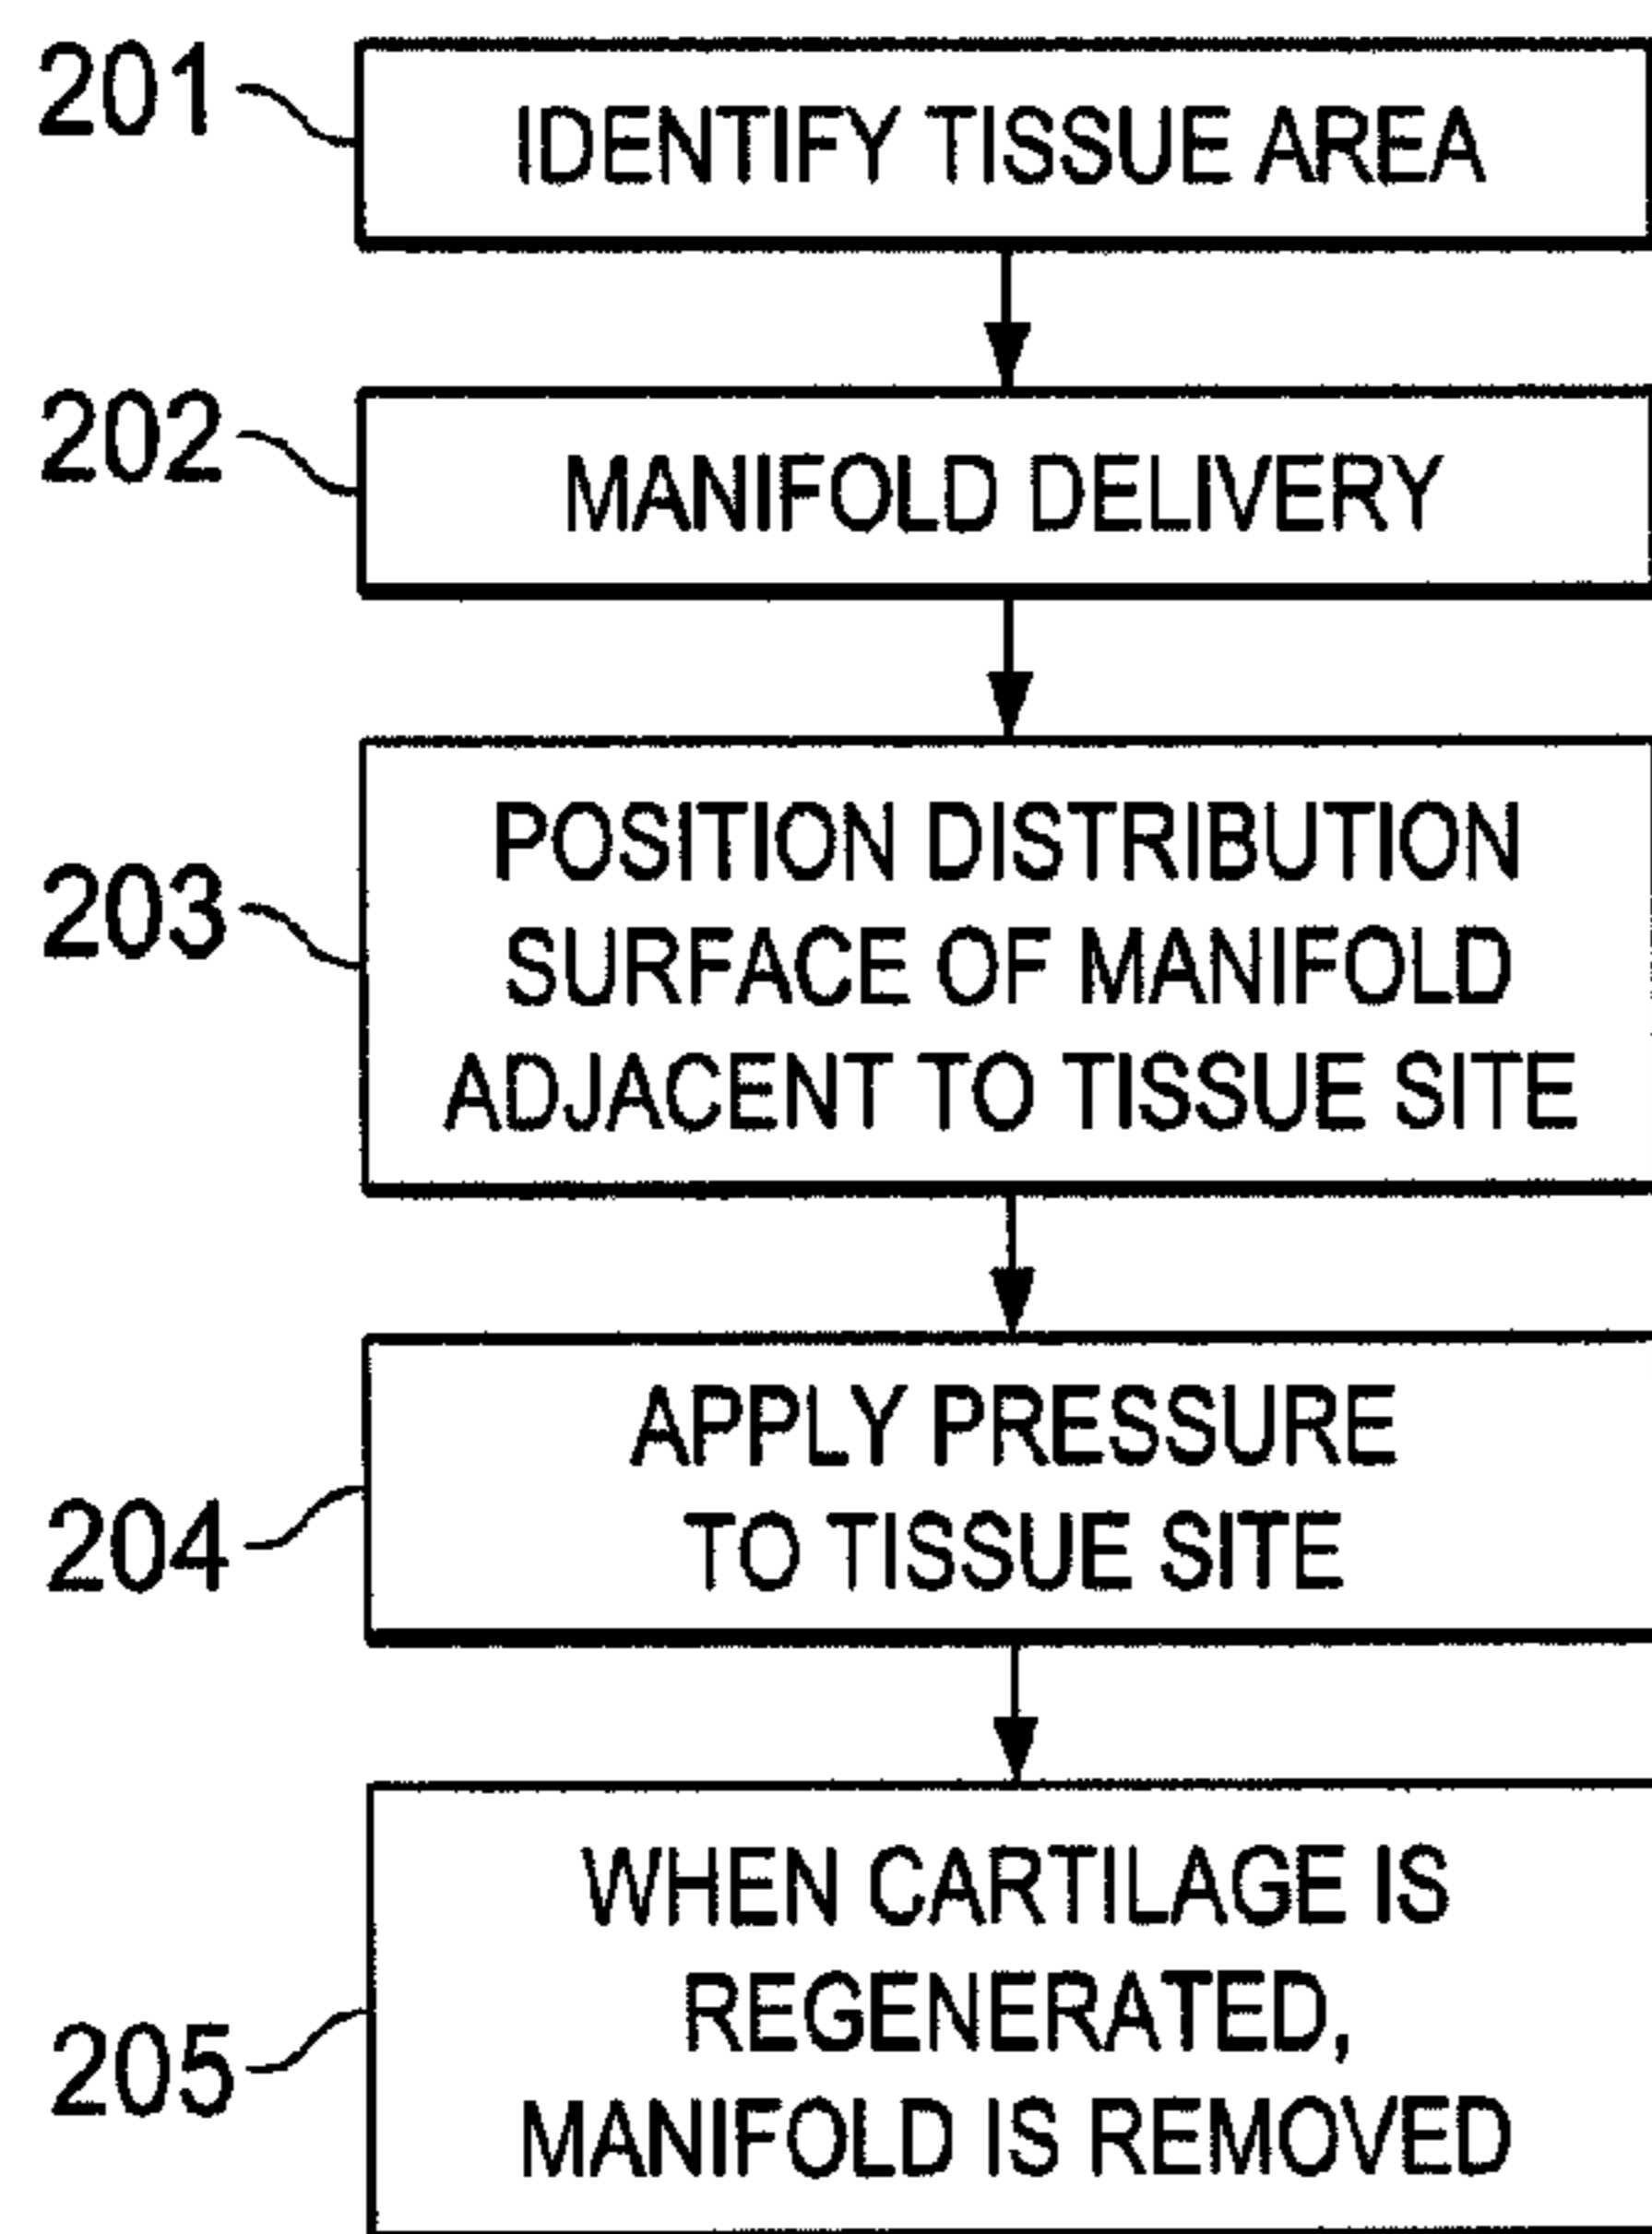 201
IDENTIFY TISSUE AREA
202
MANIFOLD DELIVERY
203
POSITION DISTRIBUTION
SURFACE OF MANIFOLD
ADJACENT TO TISSUE SITE
204
APPLY PRESSURE
TO TISSUE SITE
205
WHEN CARTILAGE IS
REGENERATED,
MANIFOLD IS REMOVED